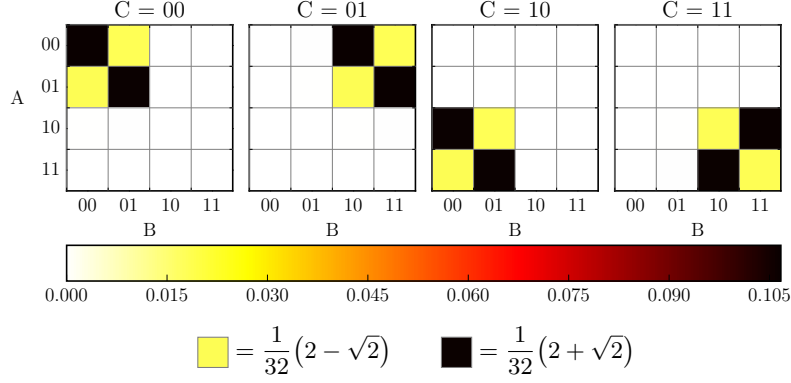 C = 00 C = 01 C = 10 C = 11
00
01
A
10
11
00 01 10 11 00 01 10 11 00 01 10 11 00 01 10 11
B B B B
0.000 0.015 0.030 0.045 0.060 0.075 0.090 0.105
= 1/32 (2 − √2) = 1/32 (2 + √2)